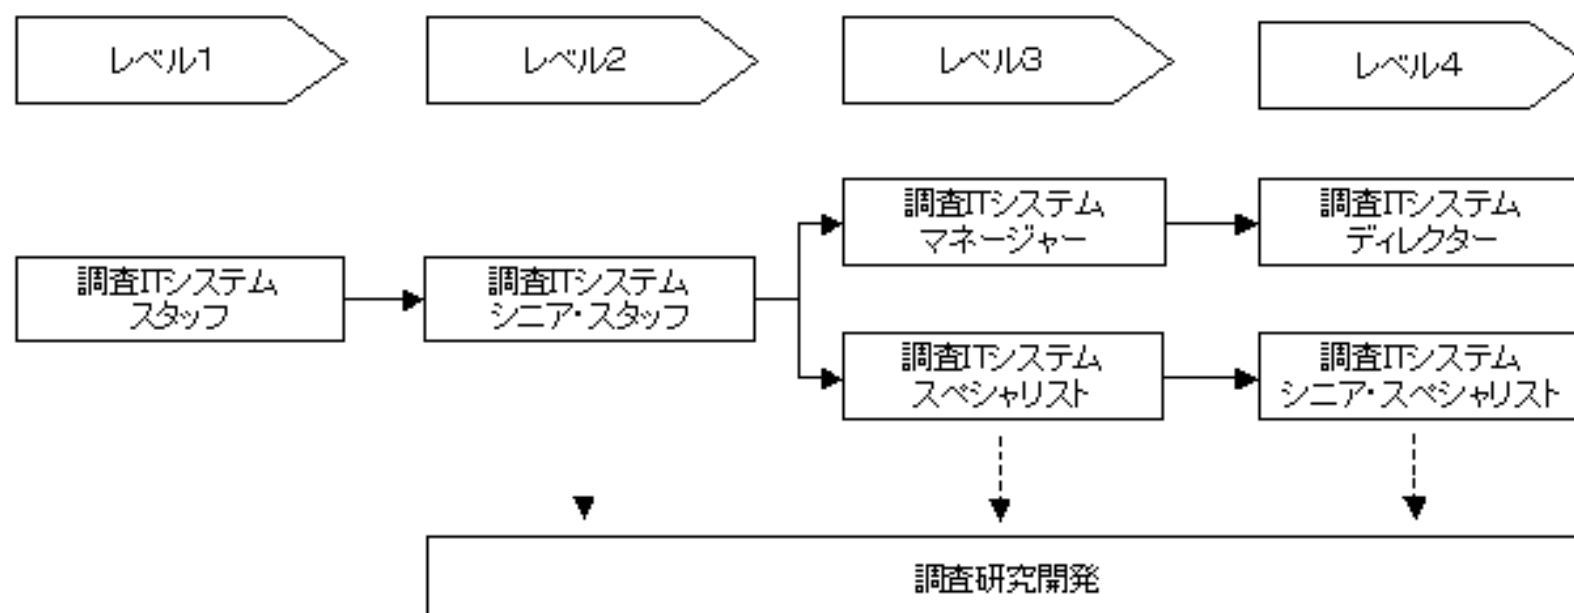 レベル1
レベル2
レベル3
レベル4
調査ITシステム
スタッフ
調査ITシステム
シニア・スタッフ
調査ITシステム
マネージャー
調査ITシステム
ディレクター
調査ITシステム
スペシャリスト
調査ITシステム
シニア・スペシャリスト
調査研究開発